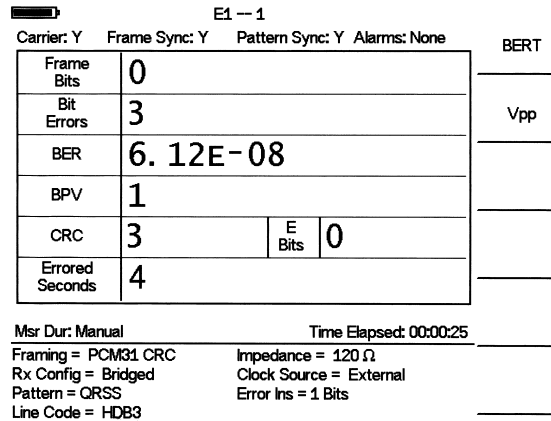 E1 -- 1
Carrier: Y Frame Sync: Y Pattern Sync: Y Alarms: None
BERT
Frame Bits 0
Vpp
Bit Errors 3
BER 6.12E-08
BPV 1
CRC 3 E Bits 0
Errored Seconds 4
Msr Dur: Manual Time Elapsed: 00:00:25
Framing = PCM31 CRC Impedance = 120 Ω
Rx Config = Bridged Clock Source = External
Pattern = QRSS Error Ins = 1 Bits
Line Code = HDB3